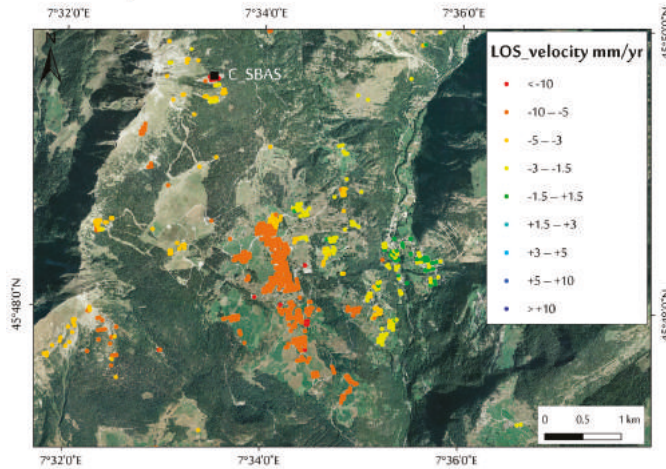 7°32'0"E
7°34'0"E
7°36'0"E
N
C_SBAS
LOS_velocity mm/yr
<-10
-10 – -5
-5 – -3
-3 – -1.5
-1.5 – +1.5
+1.5 – +3
+3 – +5
+5 – +10
>+10
45°48'0"N
0 0.5 1 km
7°32'0"E
7°34'0"E
7°36'0"E